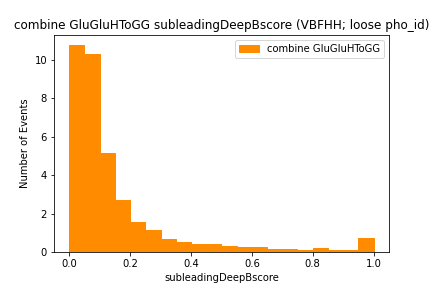 combine GluGluHToGG subleadingDeepBscore (VBFHH; loose pho_id)
combine GluGluHToGG
Number of Events
10
8
6
4
2
0
0.0 0.2 0.4 0.6 0.8 1.0
subleadingDeepBscore